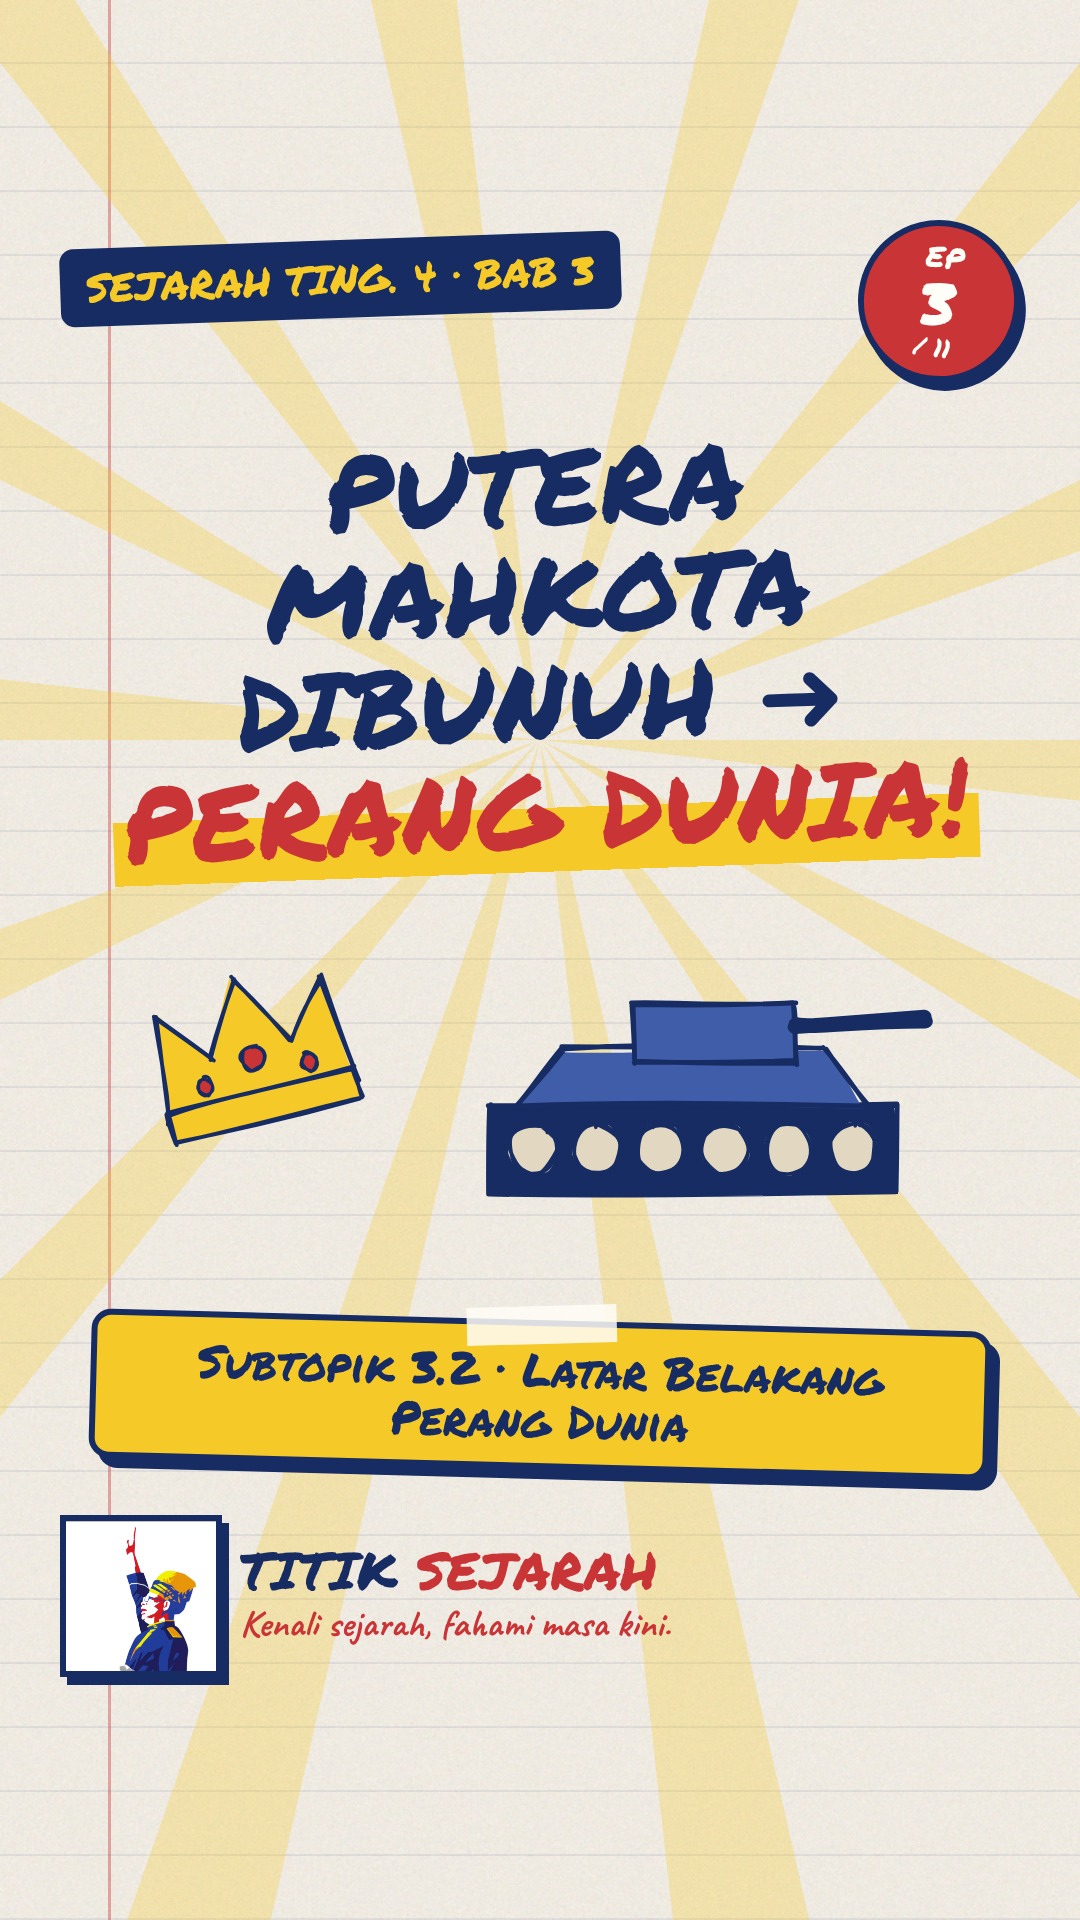 SEJARAH TING. 4 · BAB 3
EP
3
/ 11
PUTERA
MAHKOTA
DIBUNUH →
PERANG DUNIA!
SUBTOPIK 3.2 · LATAR BELAKANG
PERANG DUNIA
TITIK SEJARAH
Kenali sejarah, fahami masa kini.